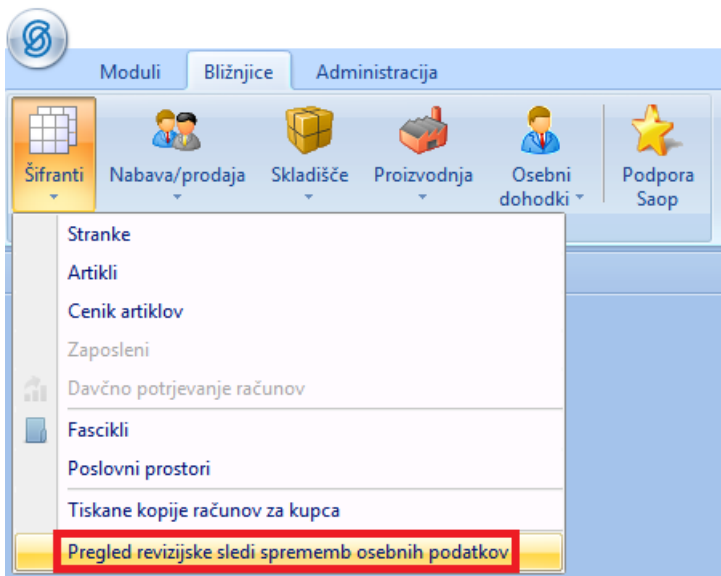 Moduli Bližnjice Administracija
Šifranti Nabava/prodaja Skladišče Proizvodnja Osebni dohodki Podpora Saop
Stranke
Artikli
Cenik artiklov
Zaposleni
Davčno potrjevanje računov
Fascikli
Poslovni prostori
Tiskane kopije računov za kupca
Pregled revizijske sledi sprememb osebnih podatkov